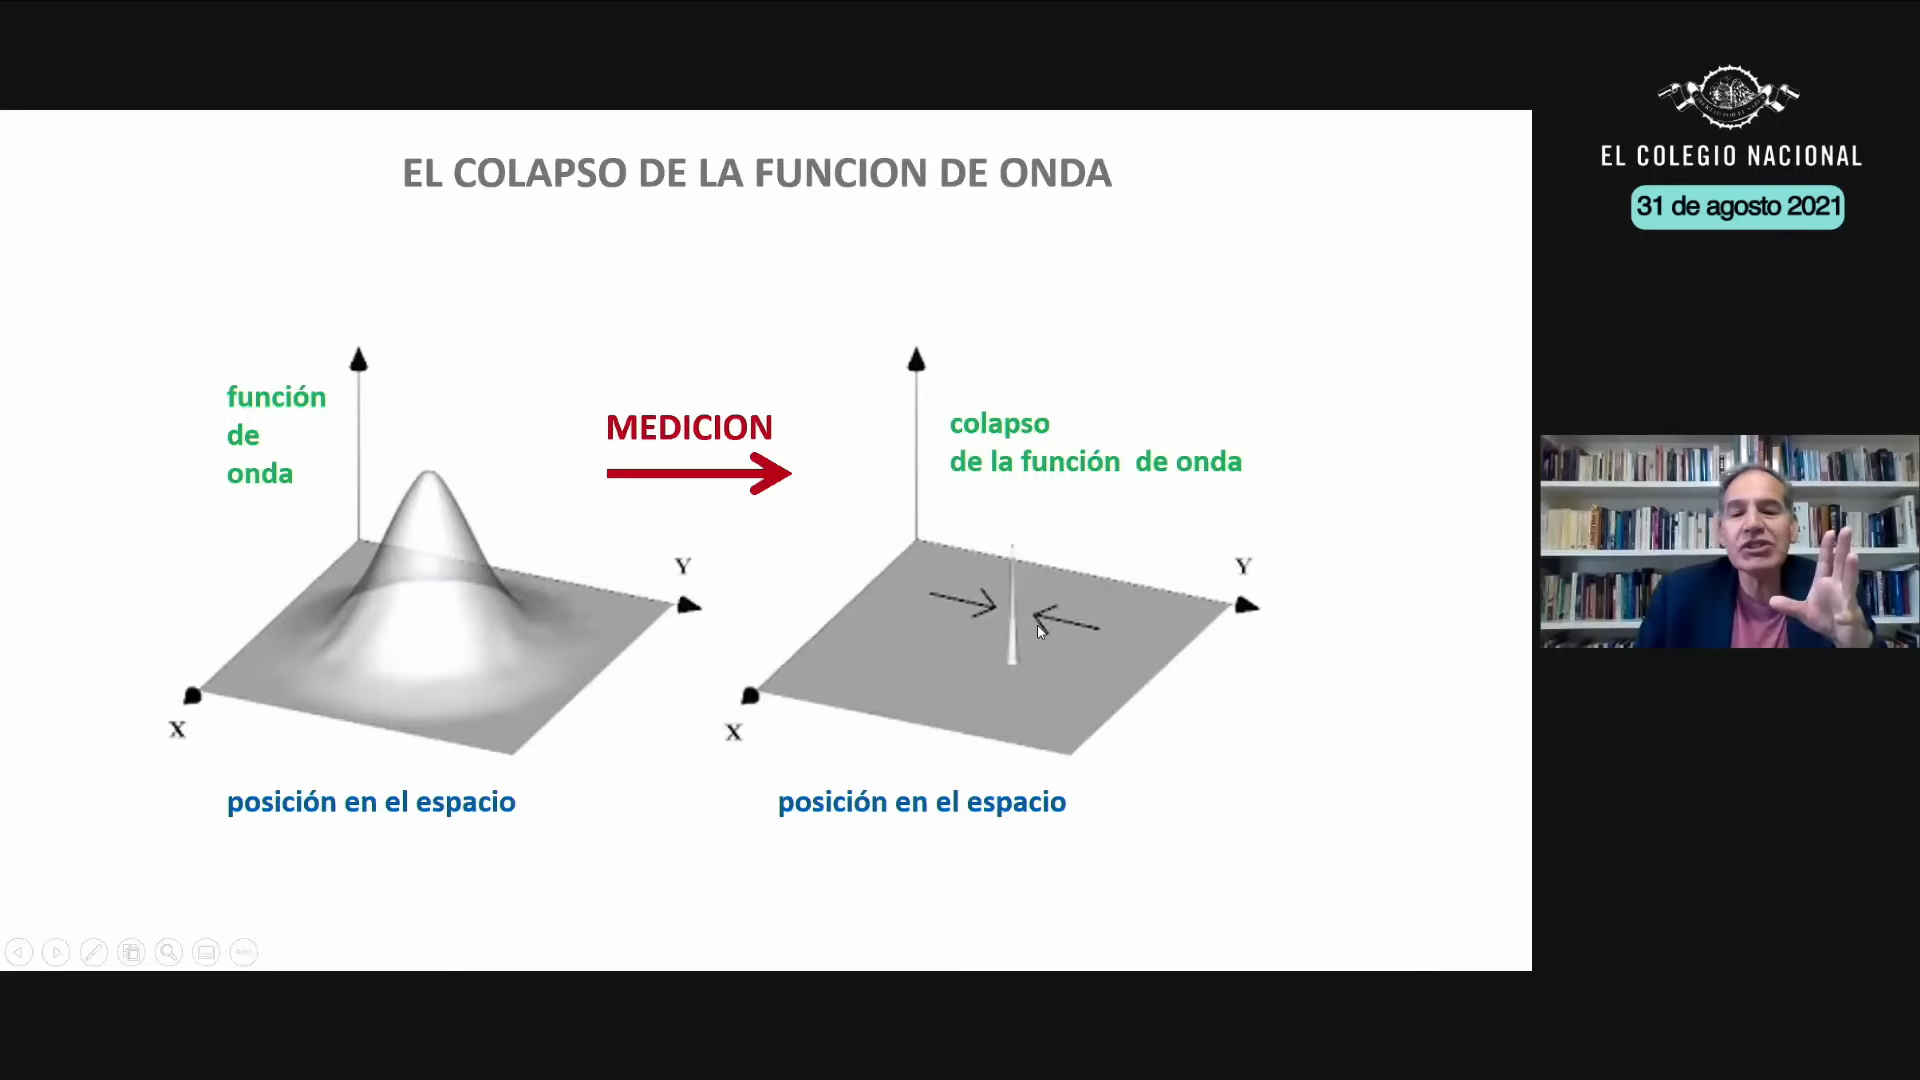 EL COLAPSO DE LA FUNCION DE ONDA
EL COLEGIO NACIONAL
31 de agosto 2021
función
de
onda
MEDICION
colapso
de la función de onda
Y
X
Y
X
posición en el espacio
posición en el espacio